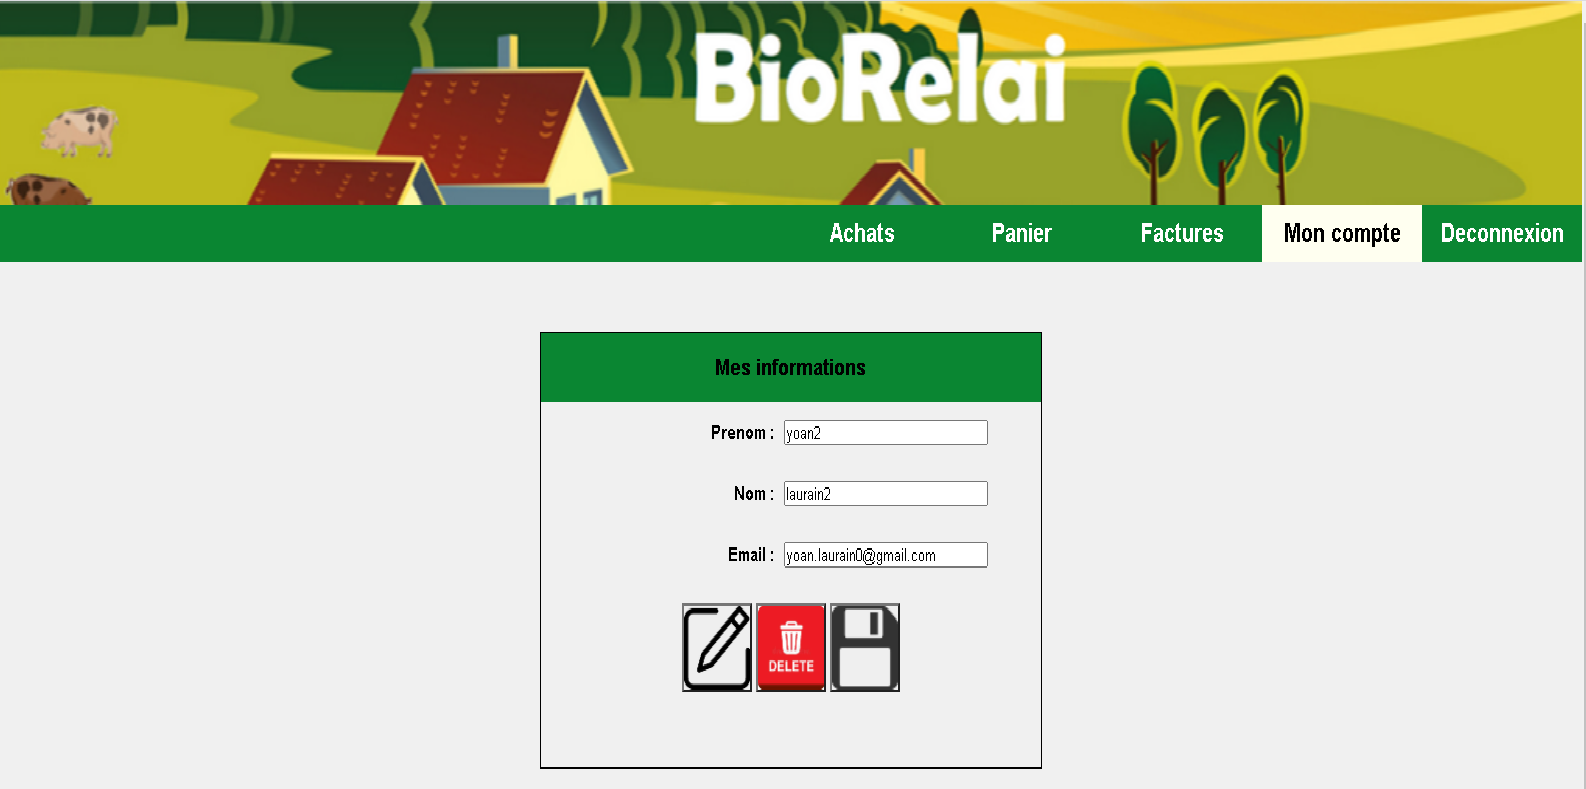 BioRelai
Achats Panier Factures Mon compte Deconnexion
Mes informations
Prenom : yoan2
Nom : laurain2
Email : yoan.laurain0@gmail.com
DELETE